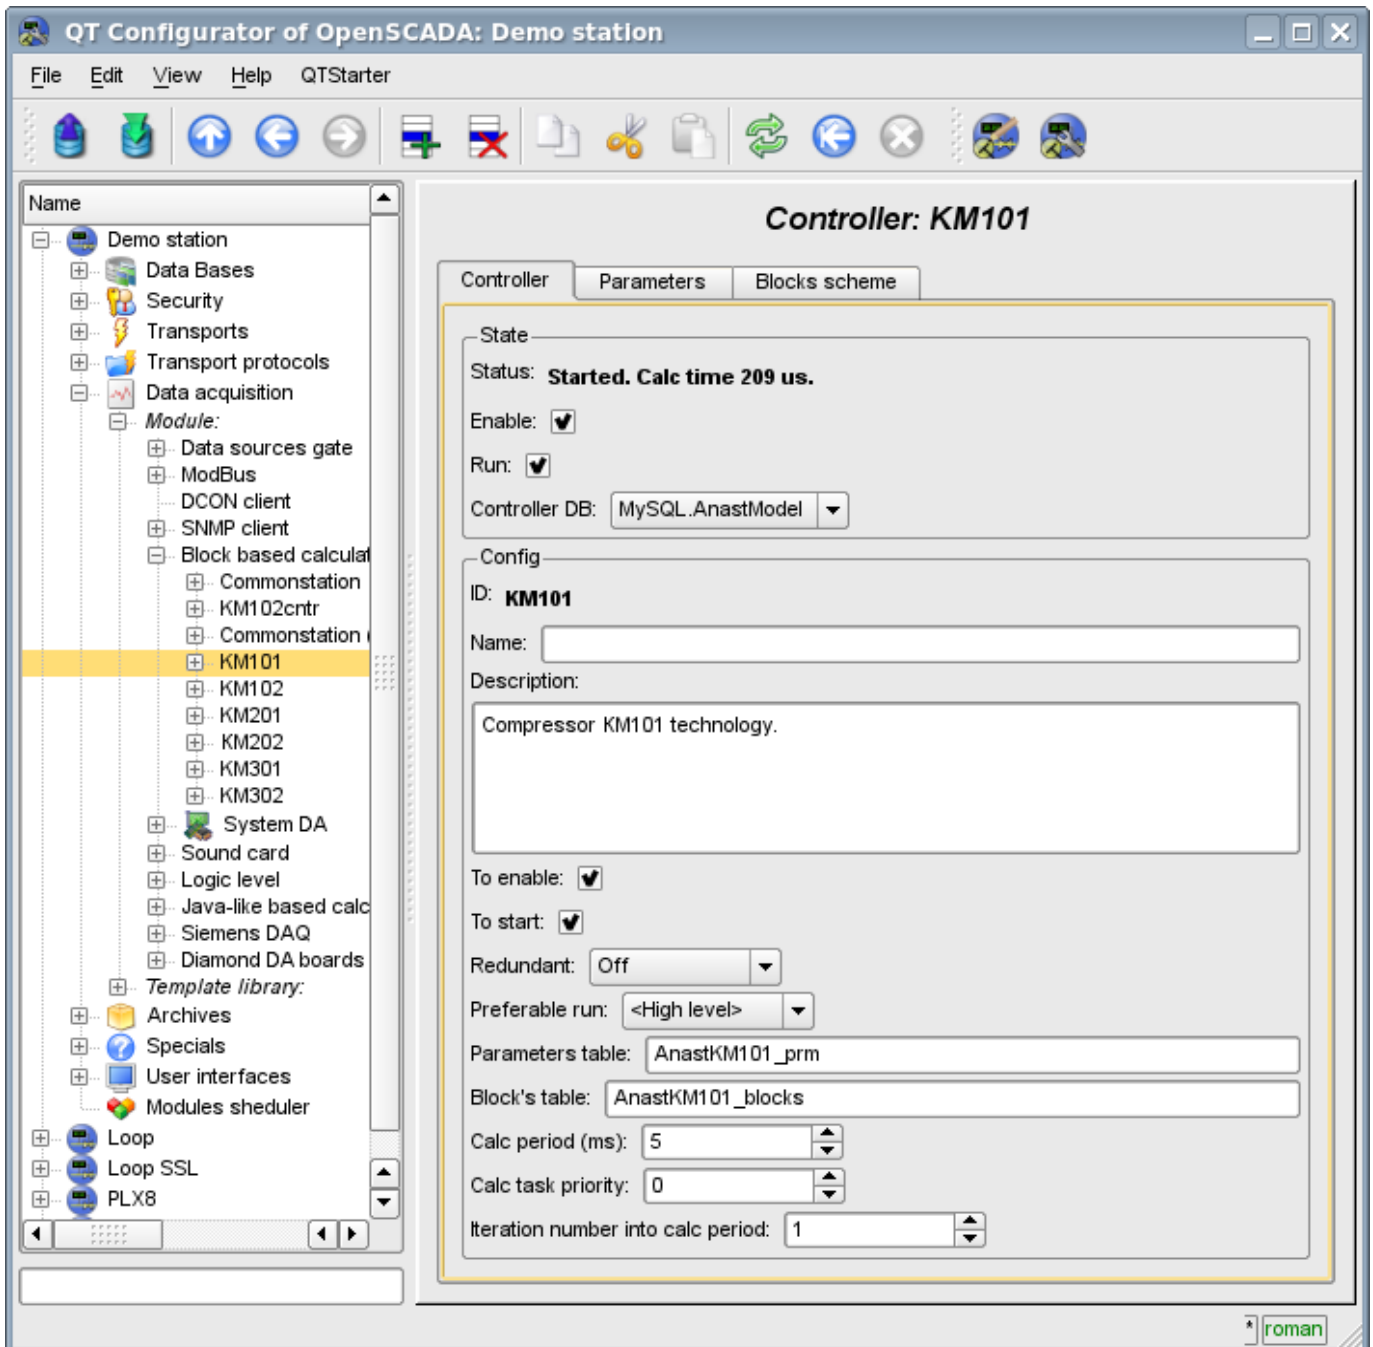 QT Configurator of OpenSCADA: Demo station
File Edit View Help QTStarter
Name
Demo station
Data Bases
Security
Transports
Transport protocols
Data acquisition
Module:
Data sources gate
ModBus
DCON client
SNMP client
Block based calculat
Commonstation
KM102cntr
Commonstation (
KM101
KM102
KM201
KM202
KM301
KM302
System DA
Sound card
Logic level
Java-like based calc
Siemens DAQ
Diamond DA boards
Template library:
Archives
Specials
User interfaces
Modules sheduler
Loop
Loop SSL
PLX8
Controller: KM101
Controller Parameters Blocks scheme
State
Status: Started. Calc time 209 us.
Enable:
Run:
Controller DB: MySQL.AnastModel
Config
ID: KM101
Name:
Description:
Compressor KM101 technology.
To enable:
To start:
Redundant: Off
Preferable run: <High level>
Parameters table: AnastKM101_prm
Block's table: AnastKM101_blocks
Calc period (ms): 5
Calc task priority: 0
Iteration number into calc period: 1
* roman